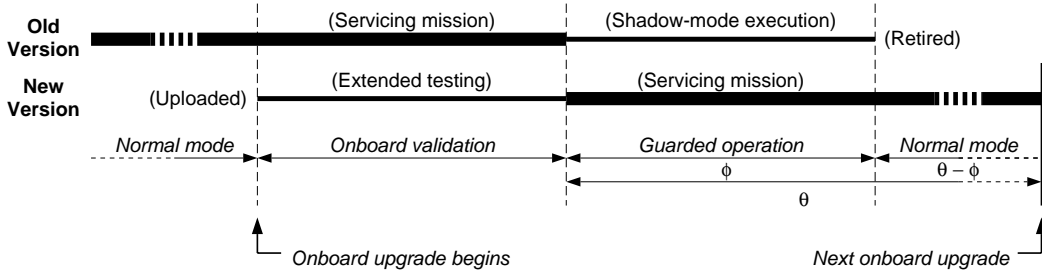 Old Version
(Servicing mission)
(Shadow-mode execution)
(Retired)
New Version
(Uploaded)
(Extended testing)
(Servicing mission)
Normal mode
Onboard validation
Guarded operation
Normal mode
ϕ
θ – ϕ
θ
Onboard upgrade begins
Next onboard upgrade